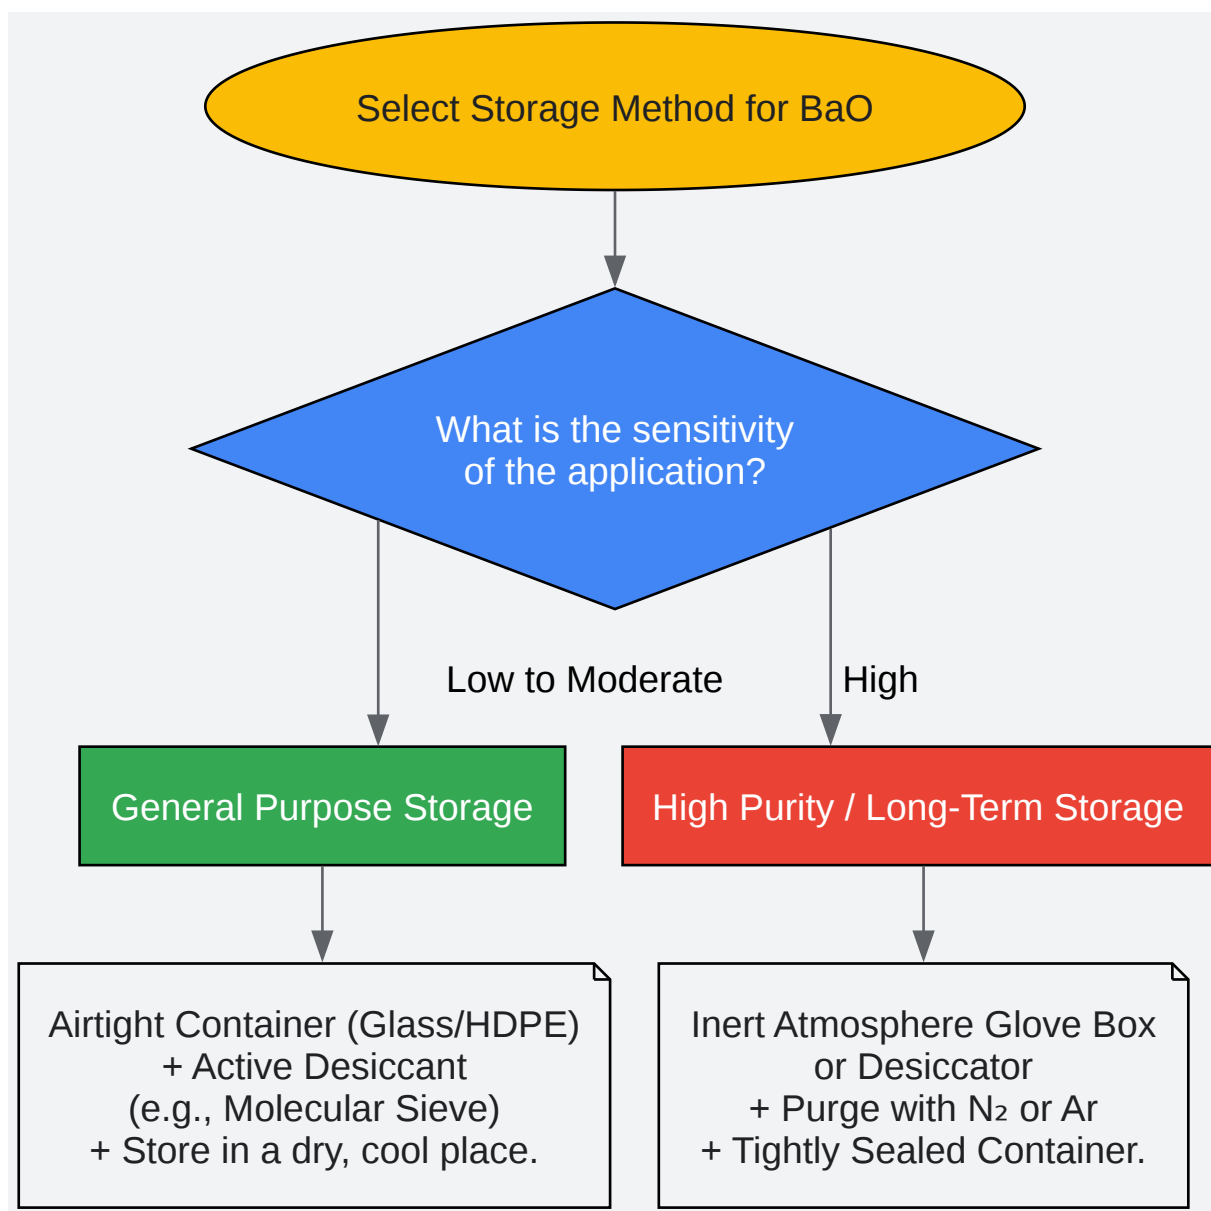 Select Storage Method for BaO
What is the sensitivity
of the application?
Low to Moderate
High
General Purpose Storage
High Purity / Long-Term Storage
Airtight Container (Glass/HDPE)
+ Active Desiccant
(e.g., Molecular Sieve)
+ Store in a dry, cool place.
Inert Atmosphere Glove Box
or Desiccator
+ Purge with N₂ or Ar
+ Tightly Sealed Container.